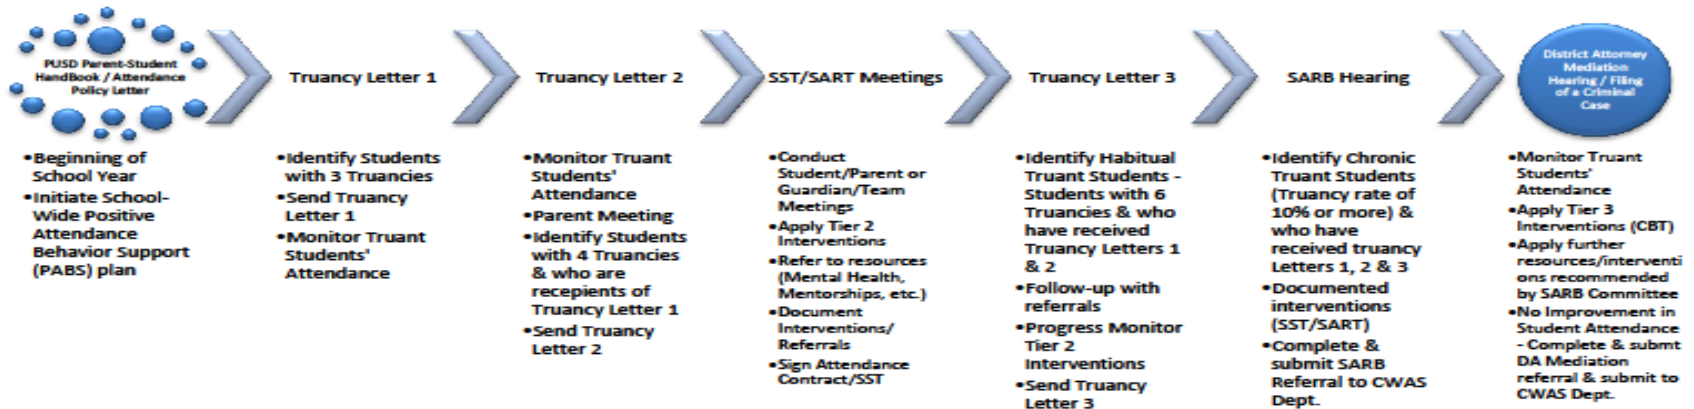 PUSD Parent-Student
HandBook / Attendance
Policy Letter
•Beginning of
School Year
•Initiate School-
Wide Positive
Attendance
Behavior Support
(PABS) plan
Truancy Letter 1
•Identify Students
with 3 Truancies
•Send Truancy
Letter 1
•Monitor Truant
Students'
Attendance
Truancy Letter 2
•Monitor Truant
Students'
Attendance
•Parent Meeting
•Identify Students
with 4 Truancies
& who are
recepients of
Truancy Letter 1
•Send Truancy
Letter 2
SST/SART Meetings
•Conduct
Student/Parent or
Guardian/Team
Meetings
•Apply Tier 2
Interventions
•Refer to resources
(Mental Health,
Mentorships, etc.)
•Document
Interventions/
Referrals
•Sign Attendance
Contract/SST
Truancy Letter 3
•Identify Habitual
Truant Students -
Students with 6
Truancies & who
have received
Truancy Letters 1
& 2
•Follow-up with
referrals
•Progress Monitor
Tier 2
Interventions
•Send Truancy
Letter 3
SARB Hearing
•Identify Chronic
Truant Students
(Truancy rate of
10% or more) &
who have
received truancy
Letters 1, 2 & 3
•Documented
interventions
(SST/SART)
•Complete &
submit SARB
Referral to CWAS
Dept.
District Attorney
Mediation
Hearing / Filing
of a Criminal
Case
•Monitor Truant
Students'
Attendance
•Apply Tier 3
Interventions (CBT)
•Apply further
resources/interventi
ons recommended
by SARB Committee
•No Improvement in
Student Attendance
- Complete & submt
DA Mediation
referral & submit to
CWAS Dept.